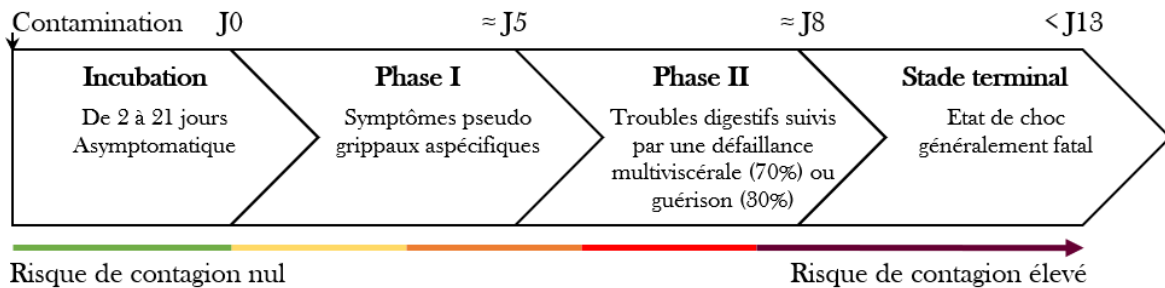 Contamination J0 ≈ J5 ≈ J8 < J13
Incubation
De 2 à 21 jours
Asymptomatique
Phase I
Symptômes pseudo
grippaux aspécifiques
Phase II
Troubles digestifs suivis
par une défaillance
multiviscérale (70%) ou
guérison (30%)
Stade terminal
Etat de choc
généralement fatal
Risque de contagion nul
Risque de contagion élevé